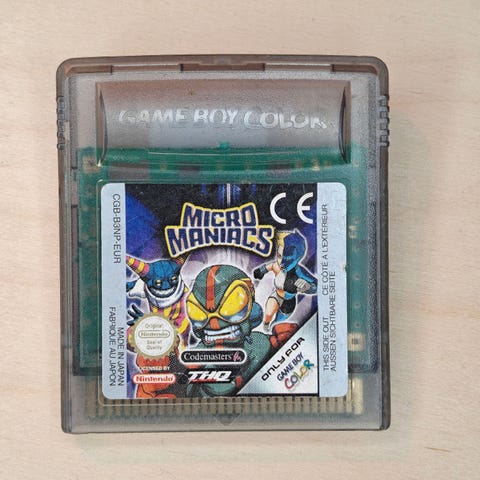 GAME BOY COLOR
CGB-B3NP-EUR
MADE IN JAPAN
FABRIQUÉ AU JAPON
MICRO
MANIACS
CE
Original
Nintendo
Seal of
Quality
LICENSED BY
Nintendo
Codemasters
THQ
ONLY FOR
GAME BOY
COLOR
THIS SIDE OUT CE CÔTÉ A L'EXTÉRIEUR
AUSSEN SICHTBARE SEITE